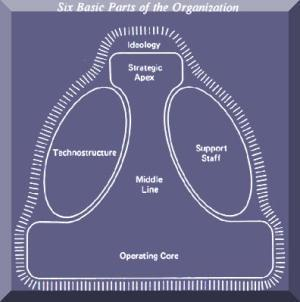 Six Basic Parts of the Organization
Ideology
Strategic
Apex
Technostructure
Support
Staff
Middle
Line
Operating Core